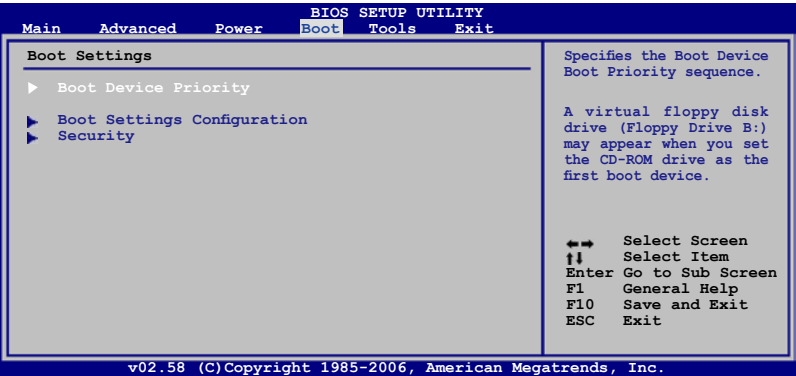 BIOS SETUP UTILITY
Main Advanced Power Boot Tools Exit
Boot Settings
Boot Device Priority
Boot Settings Configuration
Security
Specifies the Boot Device
Boot Priority sequence.
A virtual floppy disk
drive (Floppy Drive B:)
may appear when you set
the CD-ROM drive as the
first boot device.
Select Screen
Select Item
Enter Go to Sub Screen
F1 General Help
F10 Save and Exit
ESC Exit
v02.58 (C)Copyright 1985-2006, American Megatrends, Inc.